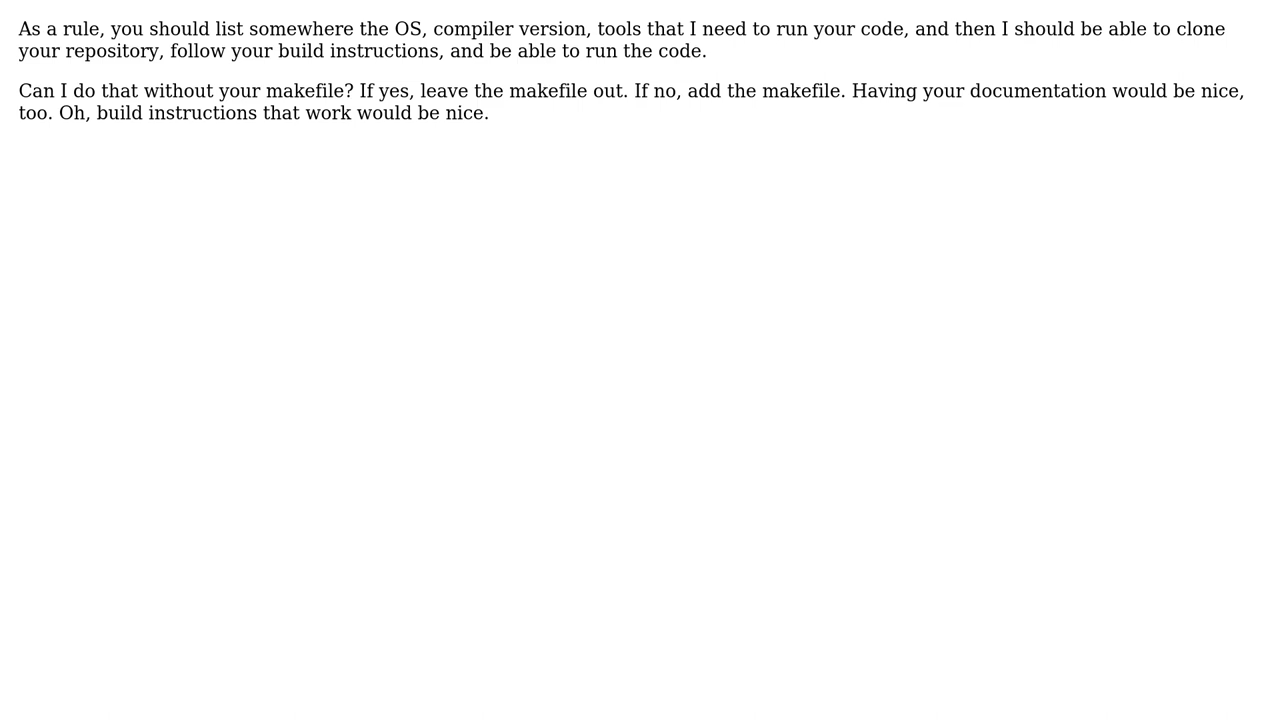 As a rule, you should list somewhere the OS, compiler version, tools that I need to run your code, and then I should be able to clone
your repository, follow your build instructions, and be able to run the code.
Can I do that without your makefile? If yes, leave the makefile out. If no, add the makefile. Having your documentation would be nice,
too. Oh, build instructions that work would be nice.